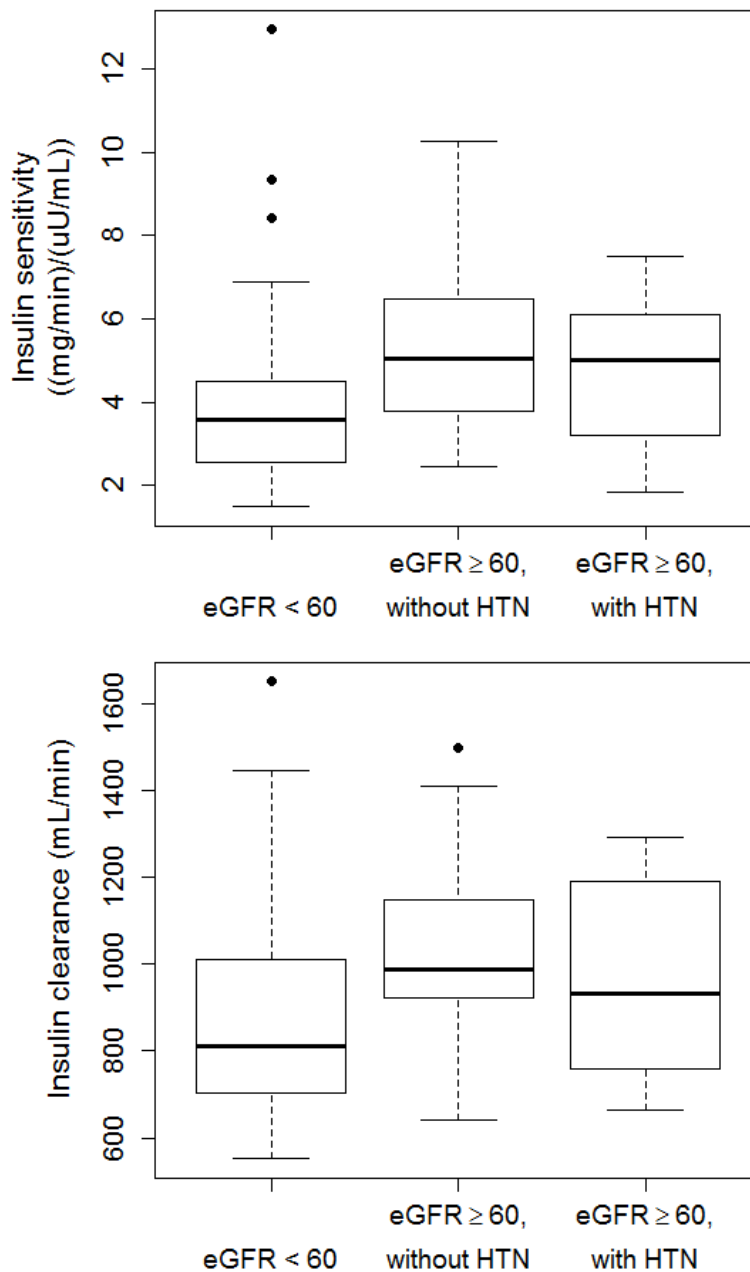 Insulin sensitivity
((mg/min)/(uU/mL))
12
10
8
6
4
2
eGFR < 60
eGFR ≥ 60,
without HTN
eGFR ≥ 60,
with HTN
Insulin clearance (mL/min)
1600
1400
1200
1000
800
600
eGFR < 60
eGFR ≥ 60,
without HTN
eGFR ≥ 60,
with HTN